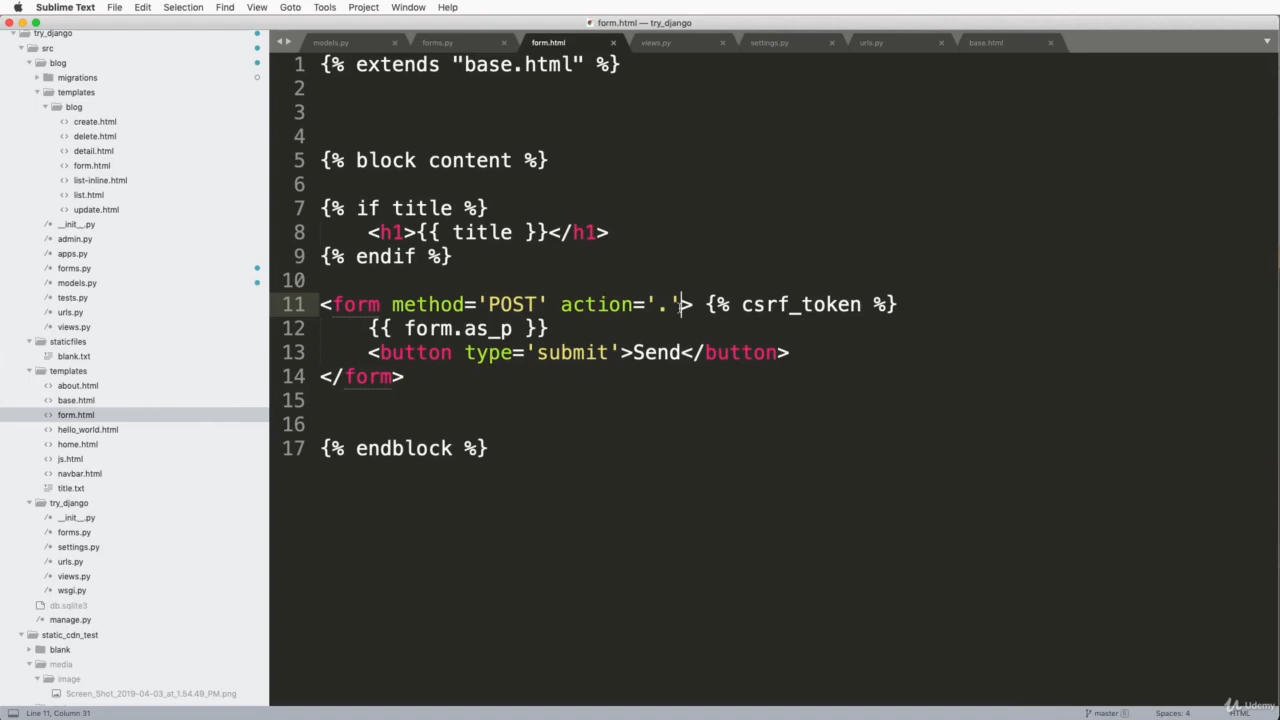 Sublime Text File Edit Selection Find View Goto Tools Project Window Help
form.html — try_django
try_django
src
blog
migrations
templates
blog
create.html
delete.html
detail.html
form.html
list-inline.html
list.html
update.html
__init__.py
admin.py
apps.py
forms.py
models.py
tests.py
urls.py
views.py
staticfiles
blank.txt
templates
about.html
base.html
form.html
hello_world.html
home.html
js.html
navbar.html
title.txt
try_django
__init__.py
forms.py
settings.py
urls.py
views.py
wsgi.py
db.sqlite3
manage.py
static_cdn_test
blank
media
image
Screen_Shot_2019-04-03_at_1.54.49_PM.png
models.py forms.py form.html views.py settings.py urls.py base.html
1 {% extends "base.html" %}
2
3
4
5 {% block content %}
6
7 {% if title %}
8 <h1>{{ title }}</h1>
9 {% endif %}
10
11 <form method='POST' action='.'> {% csrf_token %}
12 {{ form.as_p }}
13 <button type='submit'>Send</button>
14 </form>
15
16
17 {% endblock %}
Line 11, Column 31
master 8
Spaces: 4
HTML
Udemy